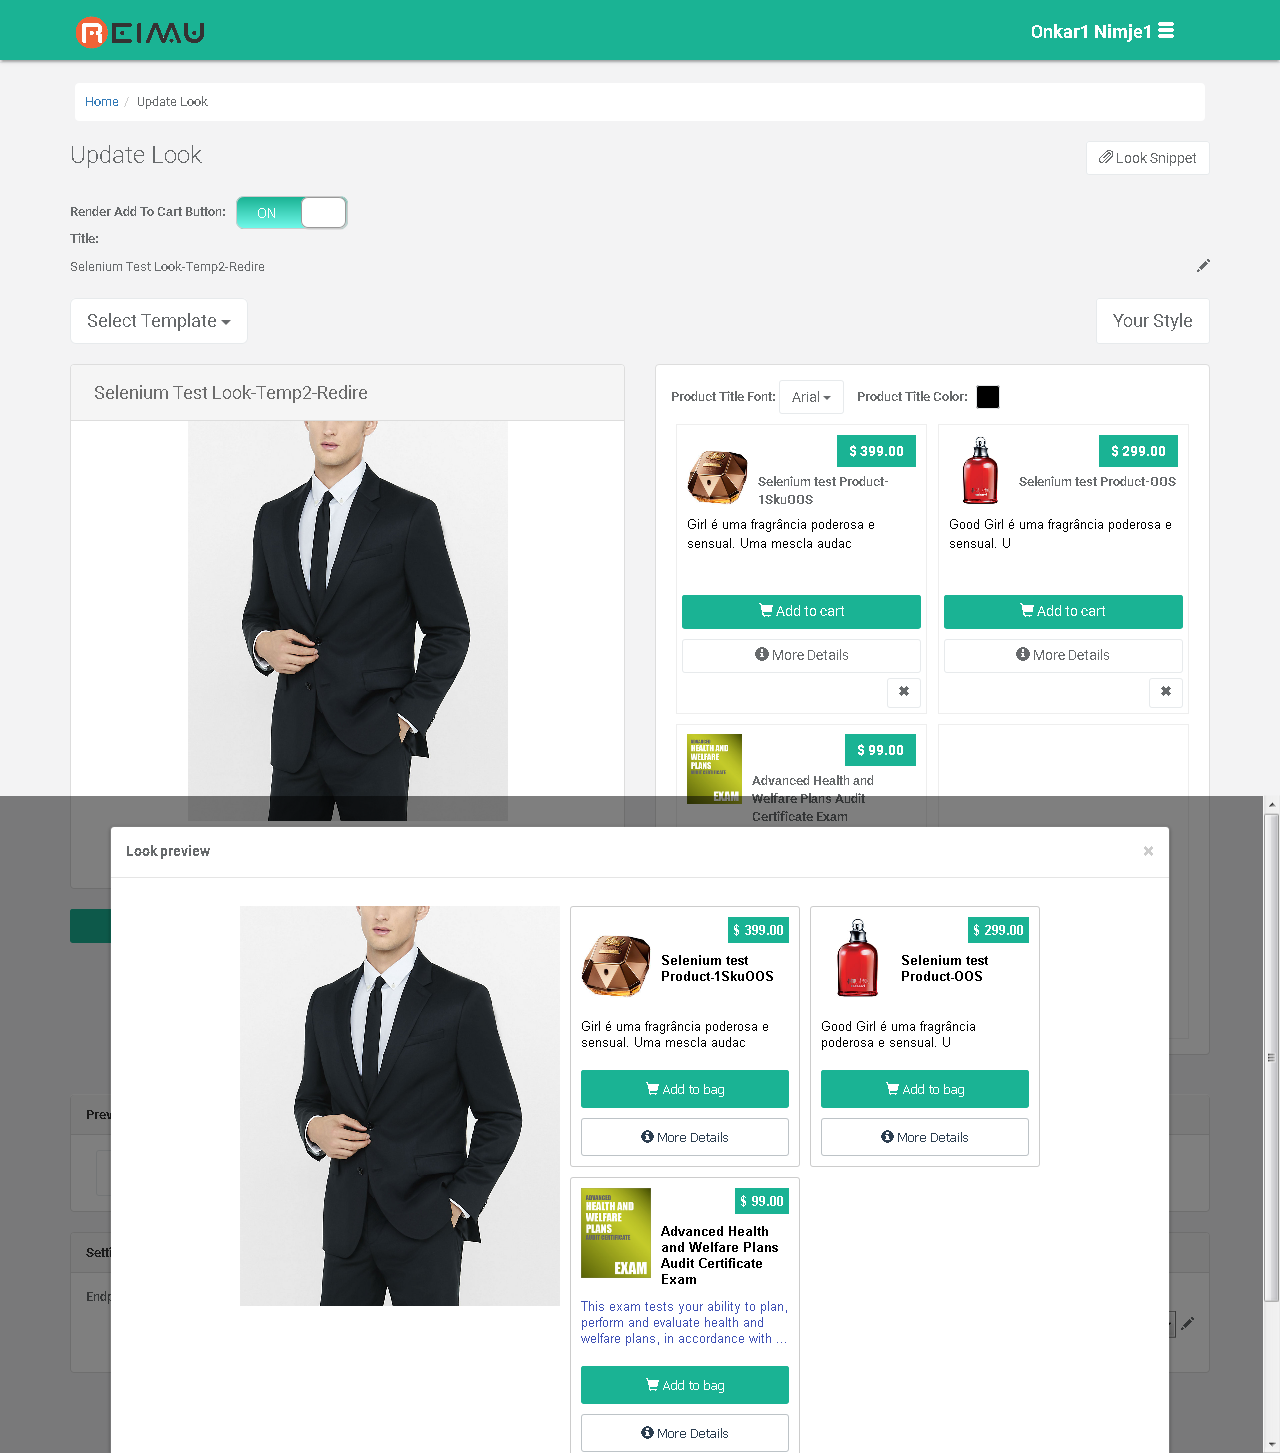 REIMU
Onkar1 Nimje1
Home / Update Look
Update Look
Look Snippet
Render Add To Cart Button: ON
Title:
Selenium Test Look-Temp2-Redire
Select Template
Your Style
Selenium Test Look-Temp2-Redire
Product Title Font: Arial Product Title Color:
$ 399.00
Selenium test Product-
1SkuOOS
Girl é uma fragrância poderosa e
sensual. Uma mescla audac
Add to cart
More Details
$ 299.00
Selenium test Product-OOS
Good Girl é uma fragrância poderosa e
sensual. U
Add to cart
More Details
ADVANCED
HEALTH AND
WELFARE
PLANS
AUDIT CERTIFICATE
EXAM
$ 99.00
Advanced Health and
Welfare Plans Audit
Certificate Exam
Prev
Setti
Endp
Look preview ×
$ 399.00
Selenium test
Product-1SkuOOS
Girl é uma fragrância poderosa e
sensual. Uma mescla audac
Add to bag
More Details
$ 299.00
Selenium test
Product-OOS
Good Girl é uma fragrância
poderosa e sensual. U
Add to bag
More Details
ADVANCED
HEALTH AND
WELFARE
PLANS
AUDIT CERTIFICATE
EXAM
$ 99.00
Advanced Health
and Welfare Plans
Audit Certificate
Exam
This exam tests your ability to plan,
perform and evaluate health and
welfare plans, in accordance with ...
Add to bag
More Details